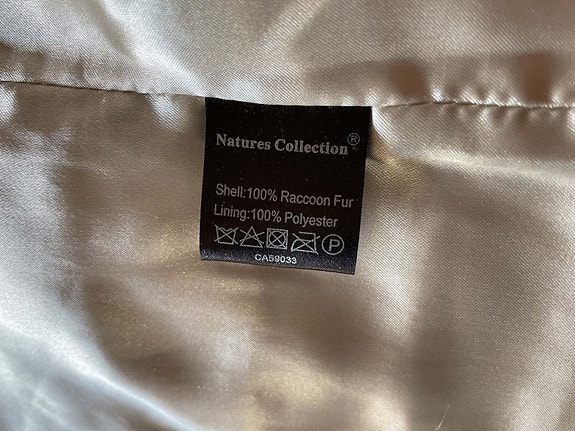 Natures Collection®
Shell:100% Raccoon Fur
Lining:100% Polyester
P
CA59033